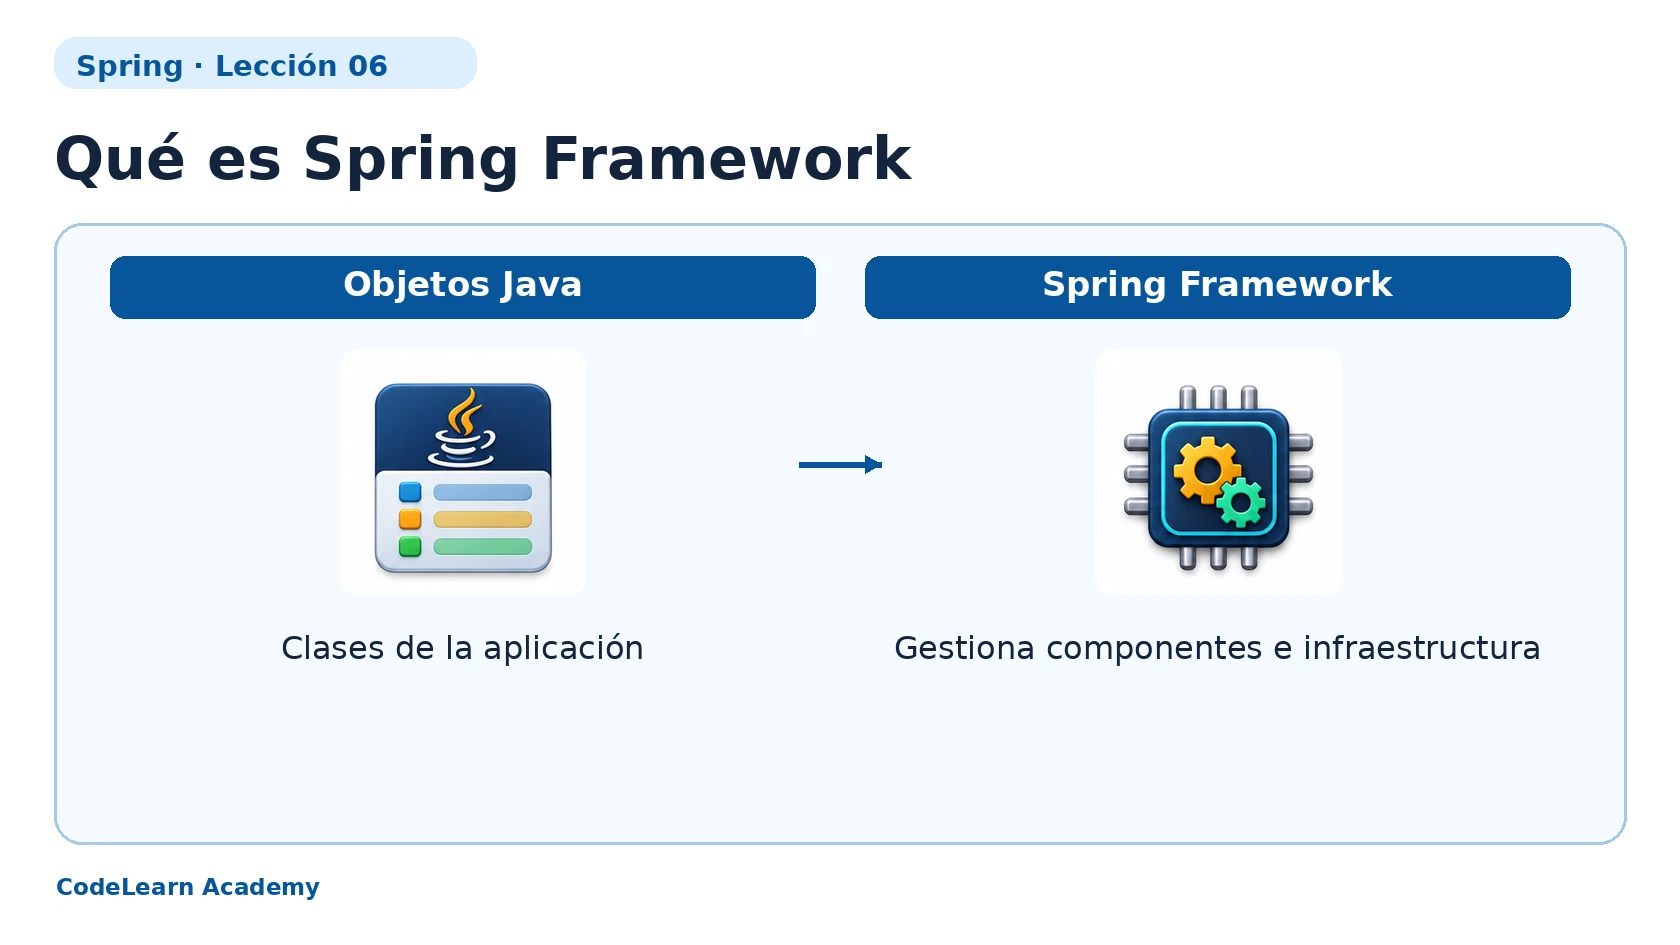 Spring · Lección 06
Qué es Spring Framework
Objetos Java
Spring Framework
Clases de la aplicación
Gestiona componentes e infraestructura
CodeLearn Academy